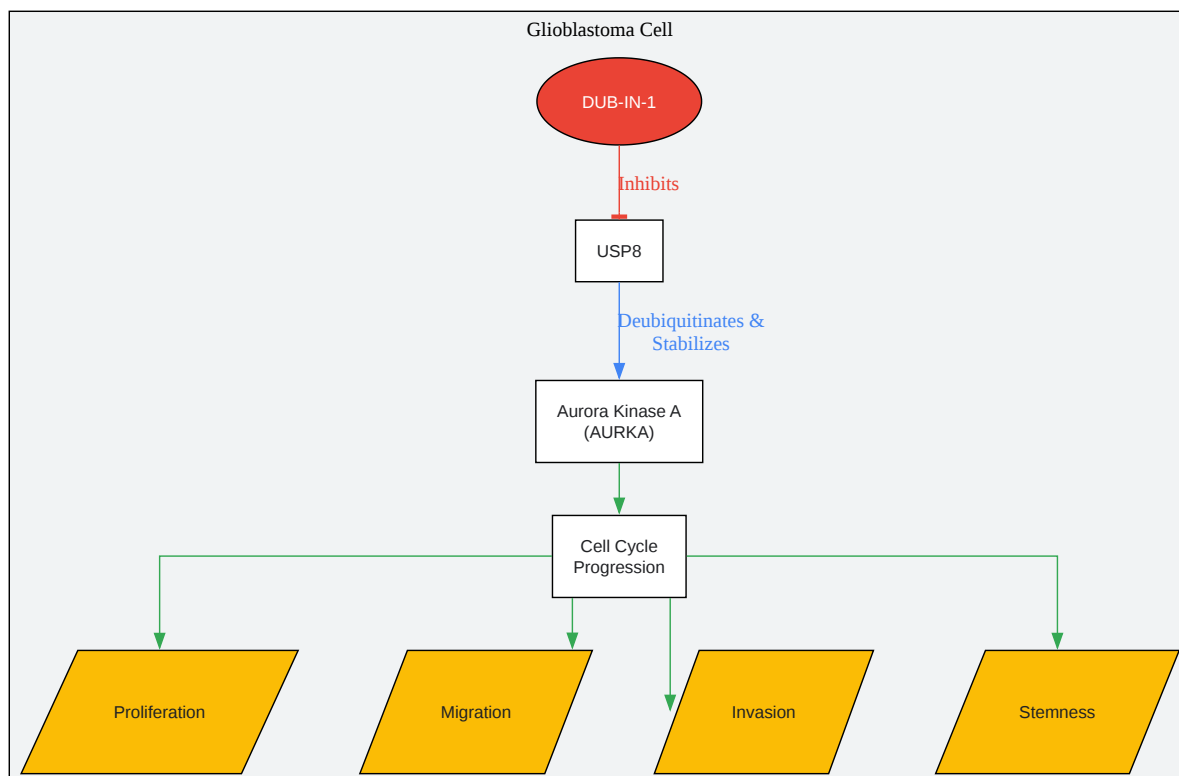 Glioblastoma Cell
DUB-IN-1
Inhibits
USP8
Deubiquitinates &
Stabilizes
Aurora Kinase A
(AURKA)
Cell Cycle
Progression
Proliferation
Migration
Invasion
Stemness